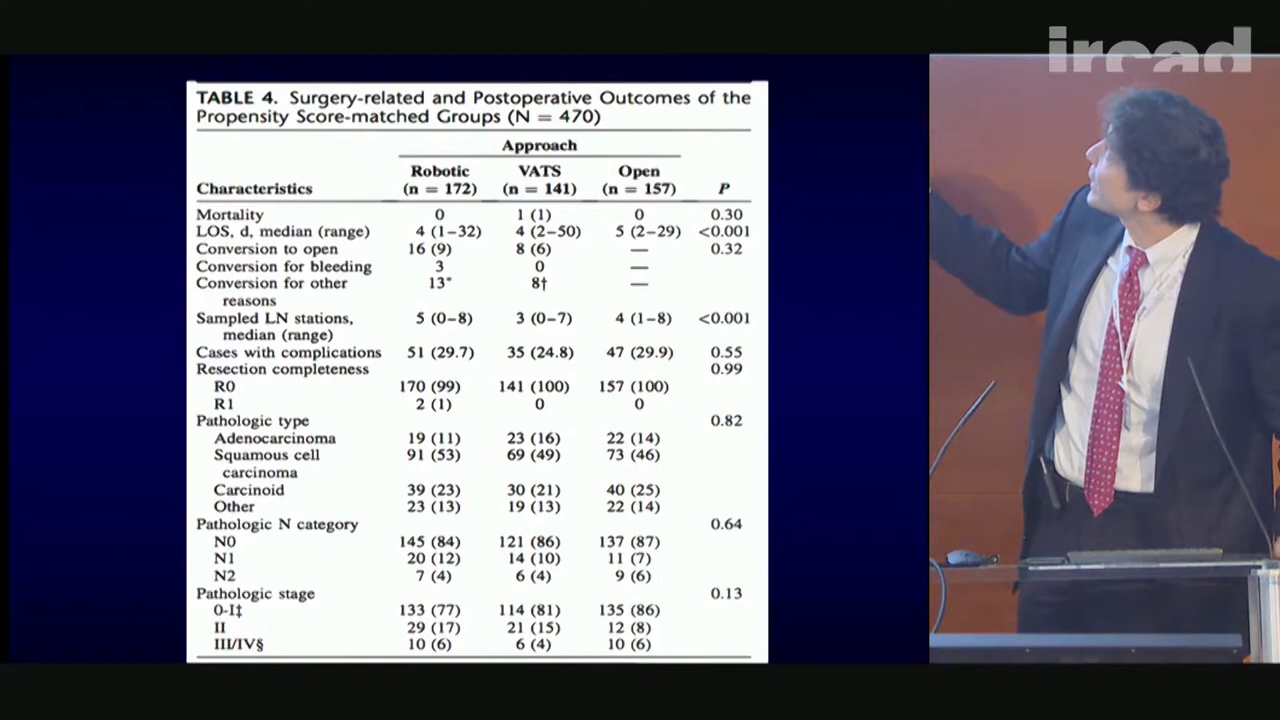 ircad
TABLE 4. Surgery-related and Postoperative Outcomes of the
Propensity Score-matched Groups (N = 470)
Approach
Robotic VATS Open
Characteristics (n = 172) (n = 141) (n = 157) P
Mortality 0 1 (1) 0 0.30
LOS, d, median (range) 4 (1–32) 4 (2–50) 5 (2–29) <0.001
Conversion to open 16 (9) 8 (6) — 0.32
Conversion for bleeding 3 0 —
Conversion for other 13* 8† —
reasons
Sampled LN stations, 5 (0–8) 3 (0–7) 4 (1–8) <0.001
median (range)
Cases with complications 51 (29.7) 35 (24.8) 47 (29.9) 0.55
Resection completeness 0.99
R0 170 (99) 141 (100) 157 (100)
R1 2 (1) 0 0
Pathologic type 0.82
Adenocarcinoma 19 (11) 23 (16) 22 (14)
Squamous cell 91 (53) 69 (49) 73 (46)
carcinoma
Carcinoid 39 (23) 30 (21) 40 (25)
Other 23 (13) 19 (13) 22 (14)
Pathologic N category 0.64
N0 145 (84) 121 (86) 137 (87)
N1 20 (12) 14 (10) 11 (7)
N2 7 (4) 6 (4) 9 (6)
Pathologic stage 0.13
0-I‡ 133 (77) 114 (81) 135 (86)
II 29 (17) 21 (15) 12 (8)
III/IV§ 10 (6) 6 (4) 10 (6)